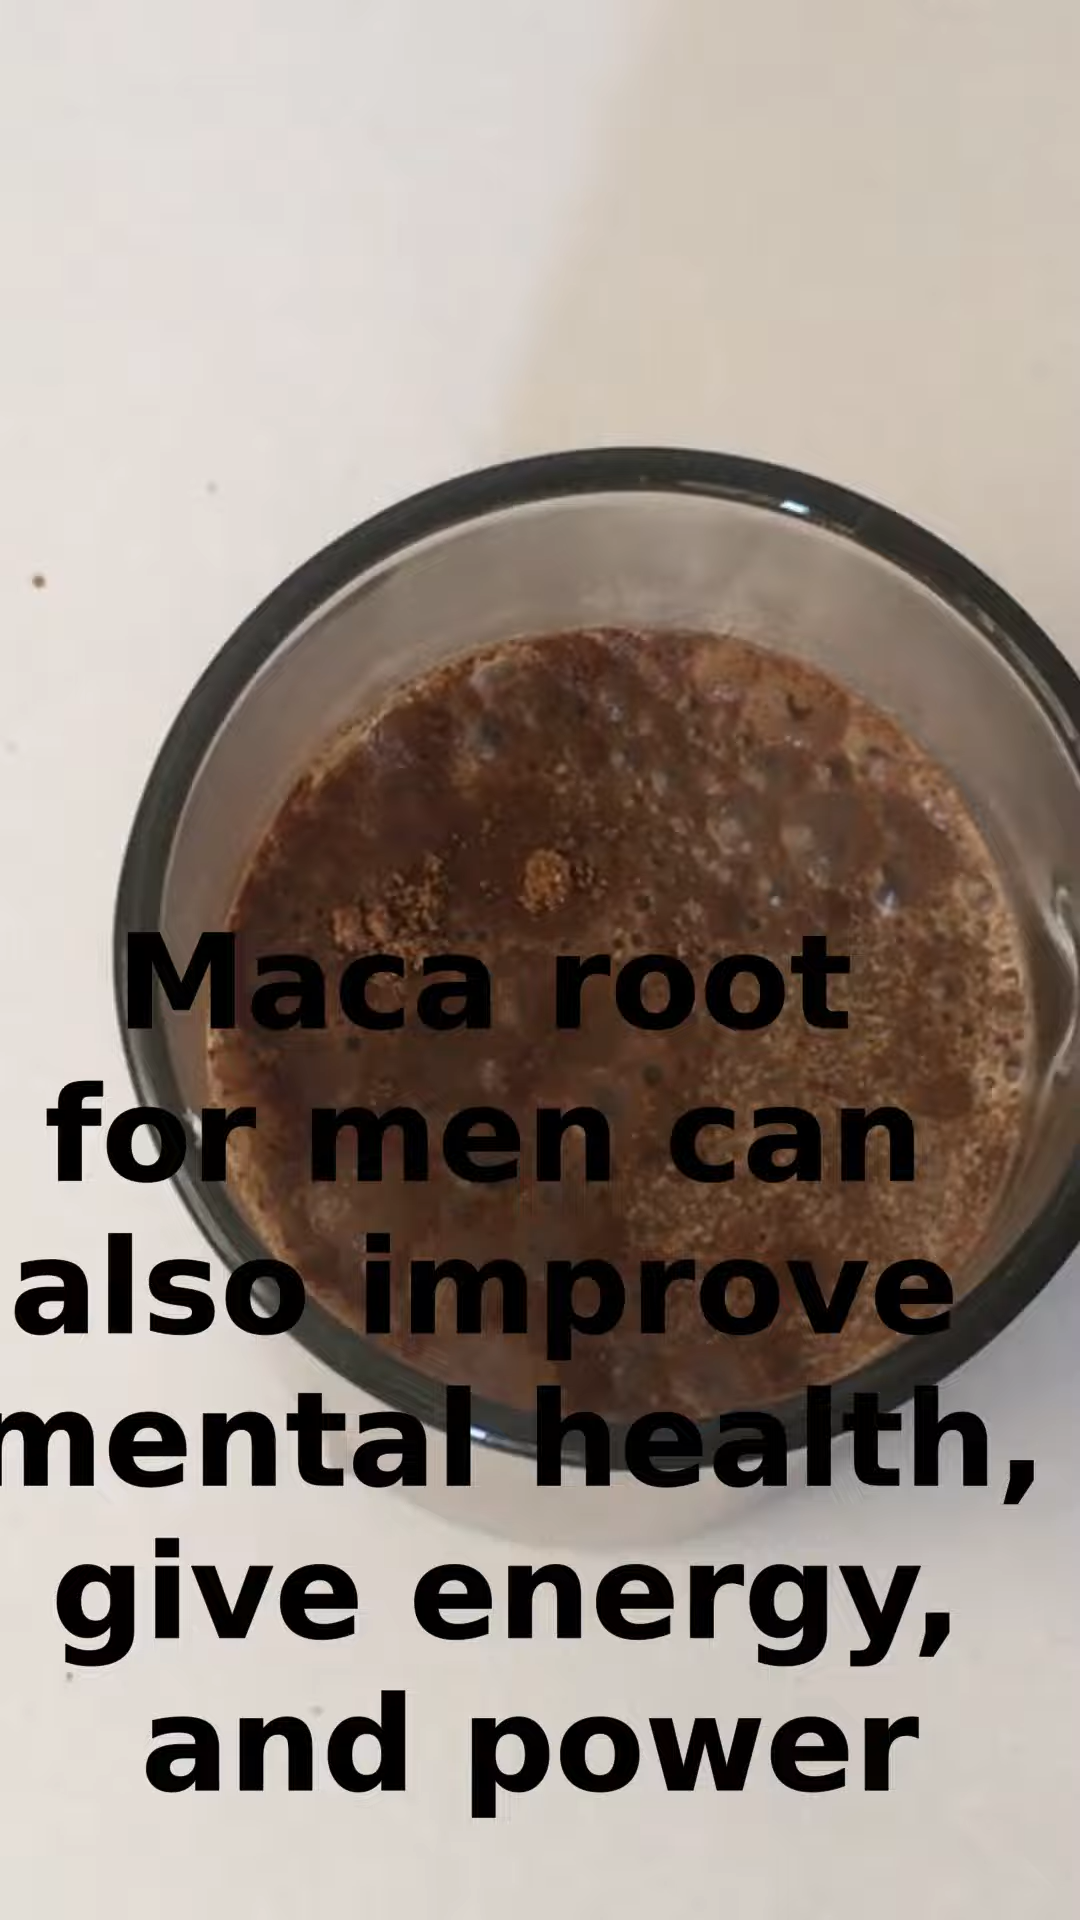 Maca root
for men can
also improve
mental health,
give energy,
and power